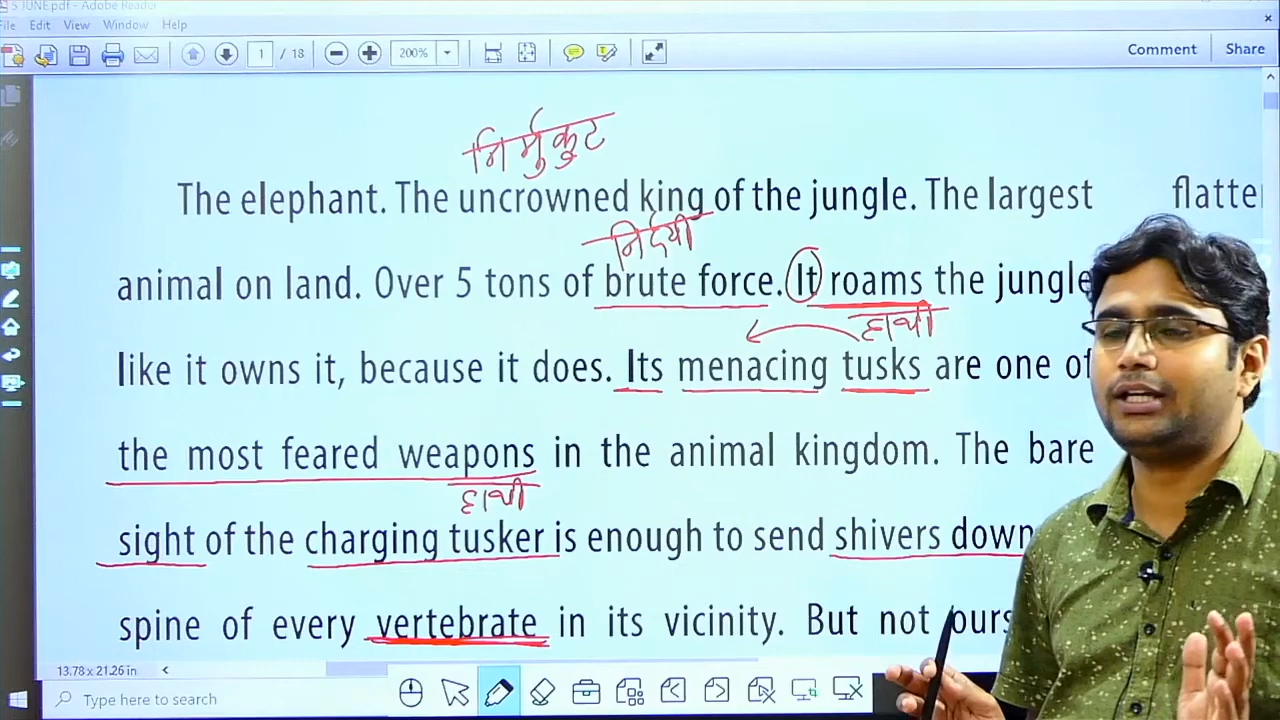 5 JUNE.pdf - Adobe Reader
File Edit View Window Help
1 / 18 200% Comment Share
निर्मुकुट
The elephant. The uncrowned king of the jungle. The largest
निर्दयी
animal on land. Over 5 tons of brute force. It roams the jungle
हाथी
like it owns it, because it does. Its menacing tusks are one of
the most feared weapons in the animal kingdom. The bare
हाथी
sight of the charging tusker is enough to send shivers down
spine of every vertebrate in its vicinity. But not ours
13.78 x 21.26 in
Type here to search